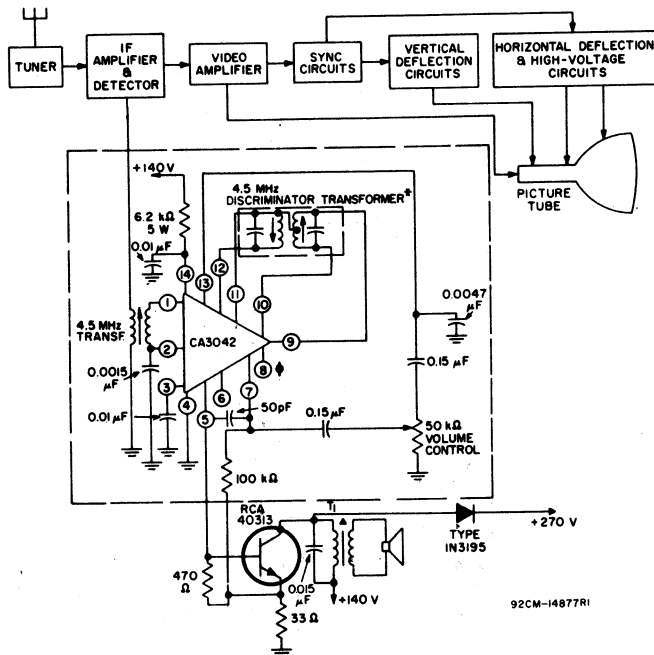 TUNER
IF
AMPLIFIER
&
DETECTOR
VIDEO
AMPLIFIER
SYNC
CIRCUITS
VERTICAL
DEFLECTION
CIRCUITS
HORIZONTAL DEFLECTION
& HIGH-VOLTAGE
CIRCUITS
PICTURE
TUBE
+140 V
6.2 kΩ
5 W
0.01 µF
4.5 MHz
DISCRIMINATOR TRANSFORMER
14
13
12
11
10
1
2
3
4
5
6
7
8 ϕ
9
CA3042
4.5 MHz
TRANSF.
0.0015
µF
0.01 µF
50pF
0.15 µF
0.0047
µF
0.15 µF
50 kΩ
VOLUME
CONTROL
100 kΩ
RCA
40313
T1
TYPE
IN3195
+270 V
470
Ω
0.015
µF
+140 V
33 Ω
92CM-14877RI